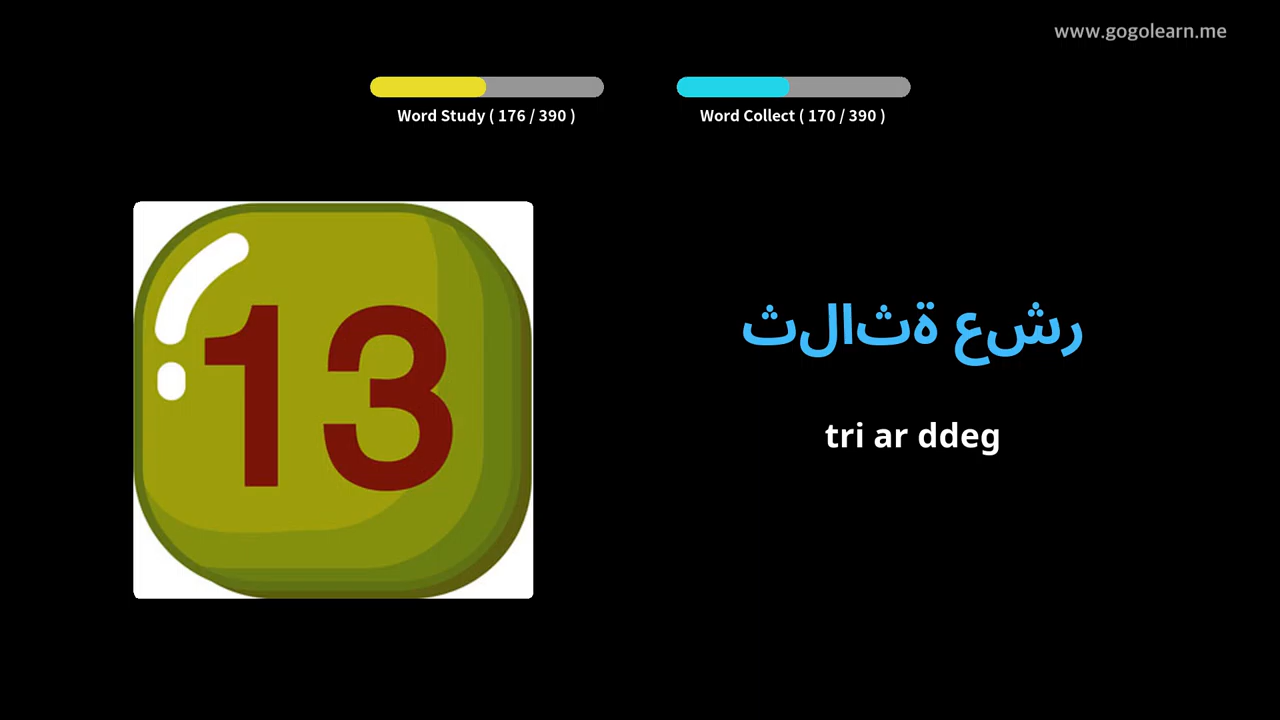 www.gogolearn.me
Word Study ( 176 / 390 )
Word Collect ( 170 / 390 )
13
رشع ةثالث
tri ar ddeg